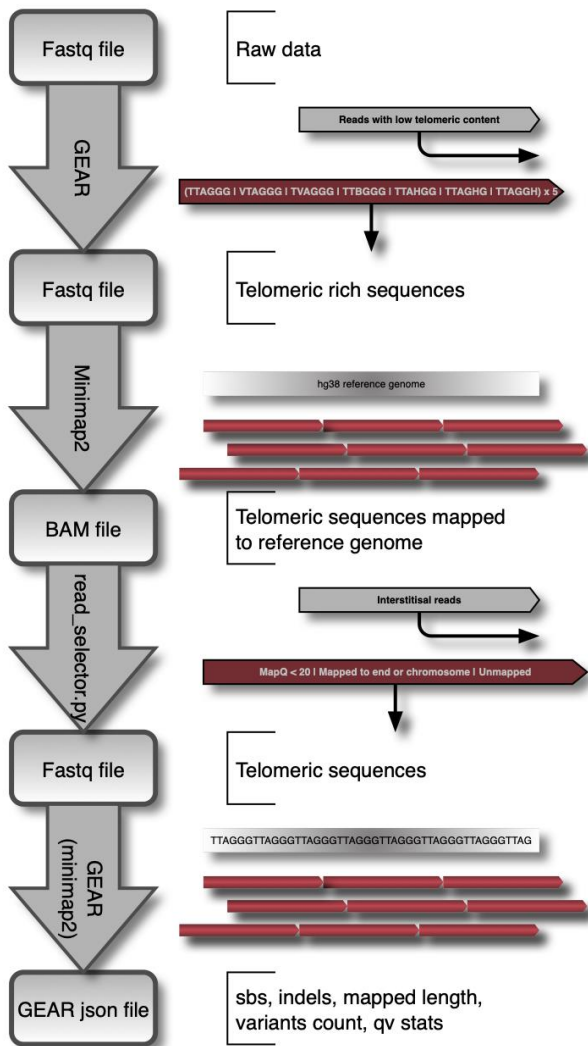 Fastq file
Raw data
GEAR
Reads with low telomeric content
(TTAGGG | VTAGGG | TVAGGG | TTBGGG | TTAHGG | TTAGHG | TTAGGH) x 5
Fastq file
Telomeric rich sequences
Minimap2
hg38 reference genome
BAM file
Telomeric sequences mapped
to reference genome
read_selector.py
Interstitisal reads
MapQ < 20 | Mapped to end or chromosome | Unmapped
Fastq file
Telomeric sequences
GEAR
(minimap2)
TTAGGGTTAGGGTTAGGGTTAGGGTTAGGGTTAGGGTTAGGGTTAG
GEAR json file
sbs, indels, mapped length,
variants count, qv stats